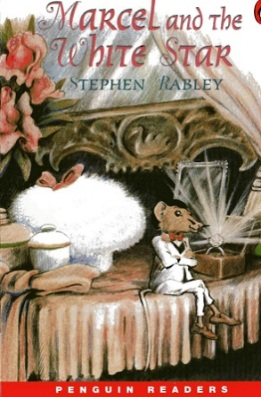 MARCEL AND THE
WHITE STAR
STEPHEN RABLEY
PENGUIN READERS